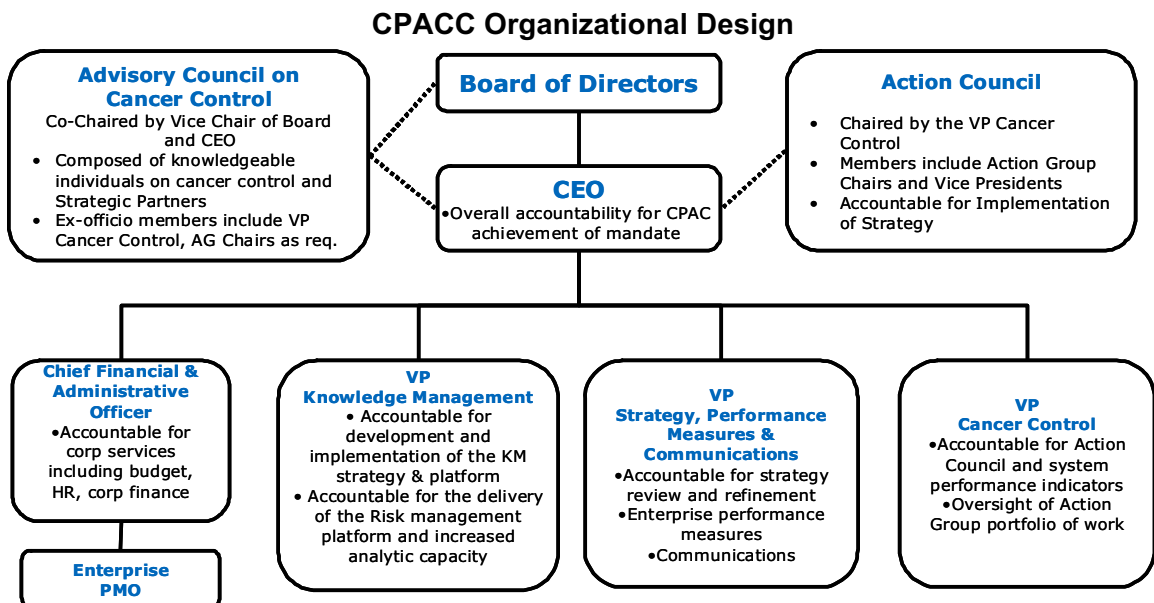 CPACC Organizational Design
Advisory Council on
Cancer Control
Co-Chaired by Vice Chair of Board
and CEO
• Composed of knowledgeable
individuals on cancer control and
Strategic Partners
• Ex-officio members include VP
Cancer Control, AG Chairs as req.
Board of Directors
CEO
•Overall accountability for CPAC
achievement of mandate
Action Council
• Chaired by the VP Cancer
Control
• Members include Action Group
Chairs and Vice Presidents
• Accountable for Implementation
of Strategy
Chief Financial &
Administrative
Officer
•Accountable for
corp services
including budget,
HR, corp finance
Enterprise
PMO
VP
Knowledge Management
• Accountable for
development and
implementation of the KM
strategy & platform
• Accountable for the delivery
of the Risk management
platform and increased
analytic capacity
VP
Strategy, Performance
Measures &
Communications
•Accountable for strategy
review and refinement
•Enterprise performance
measures
•Communications
VP
Cancer Control
•Accountable for Action
Council and system
performance indicators
•Oversight of Action
Group portfolio of work